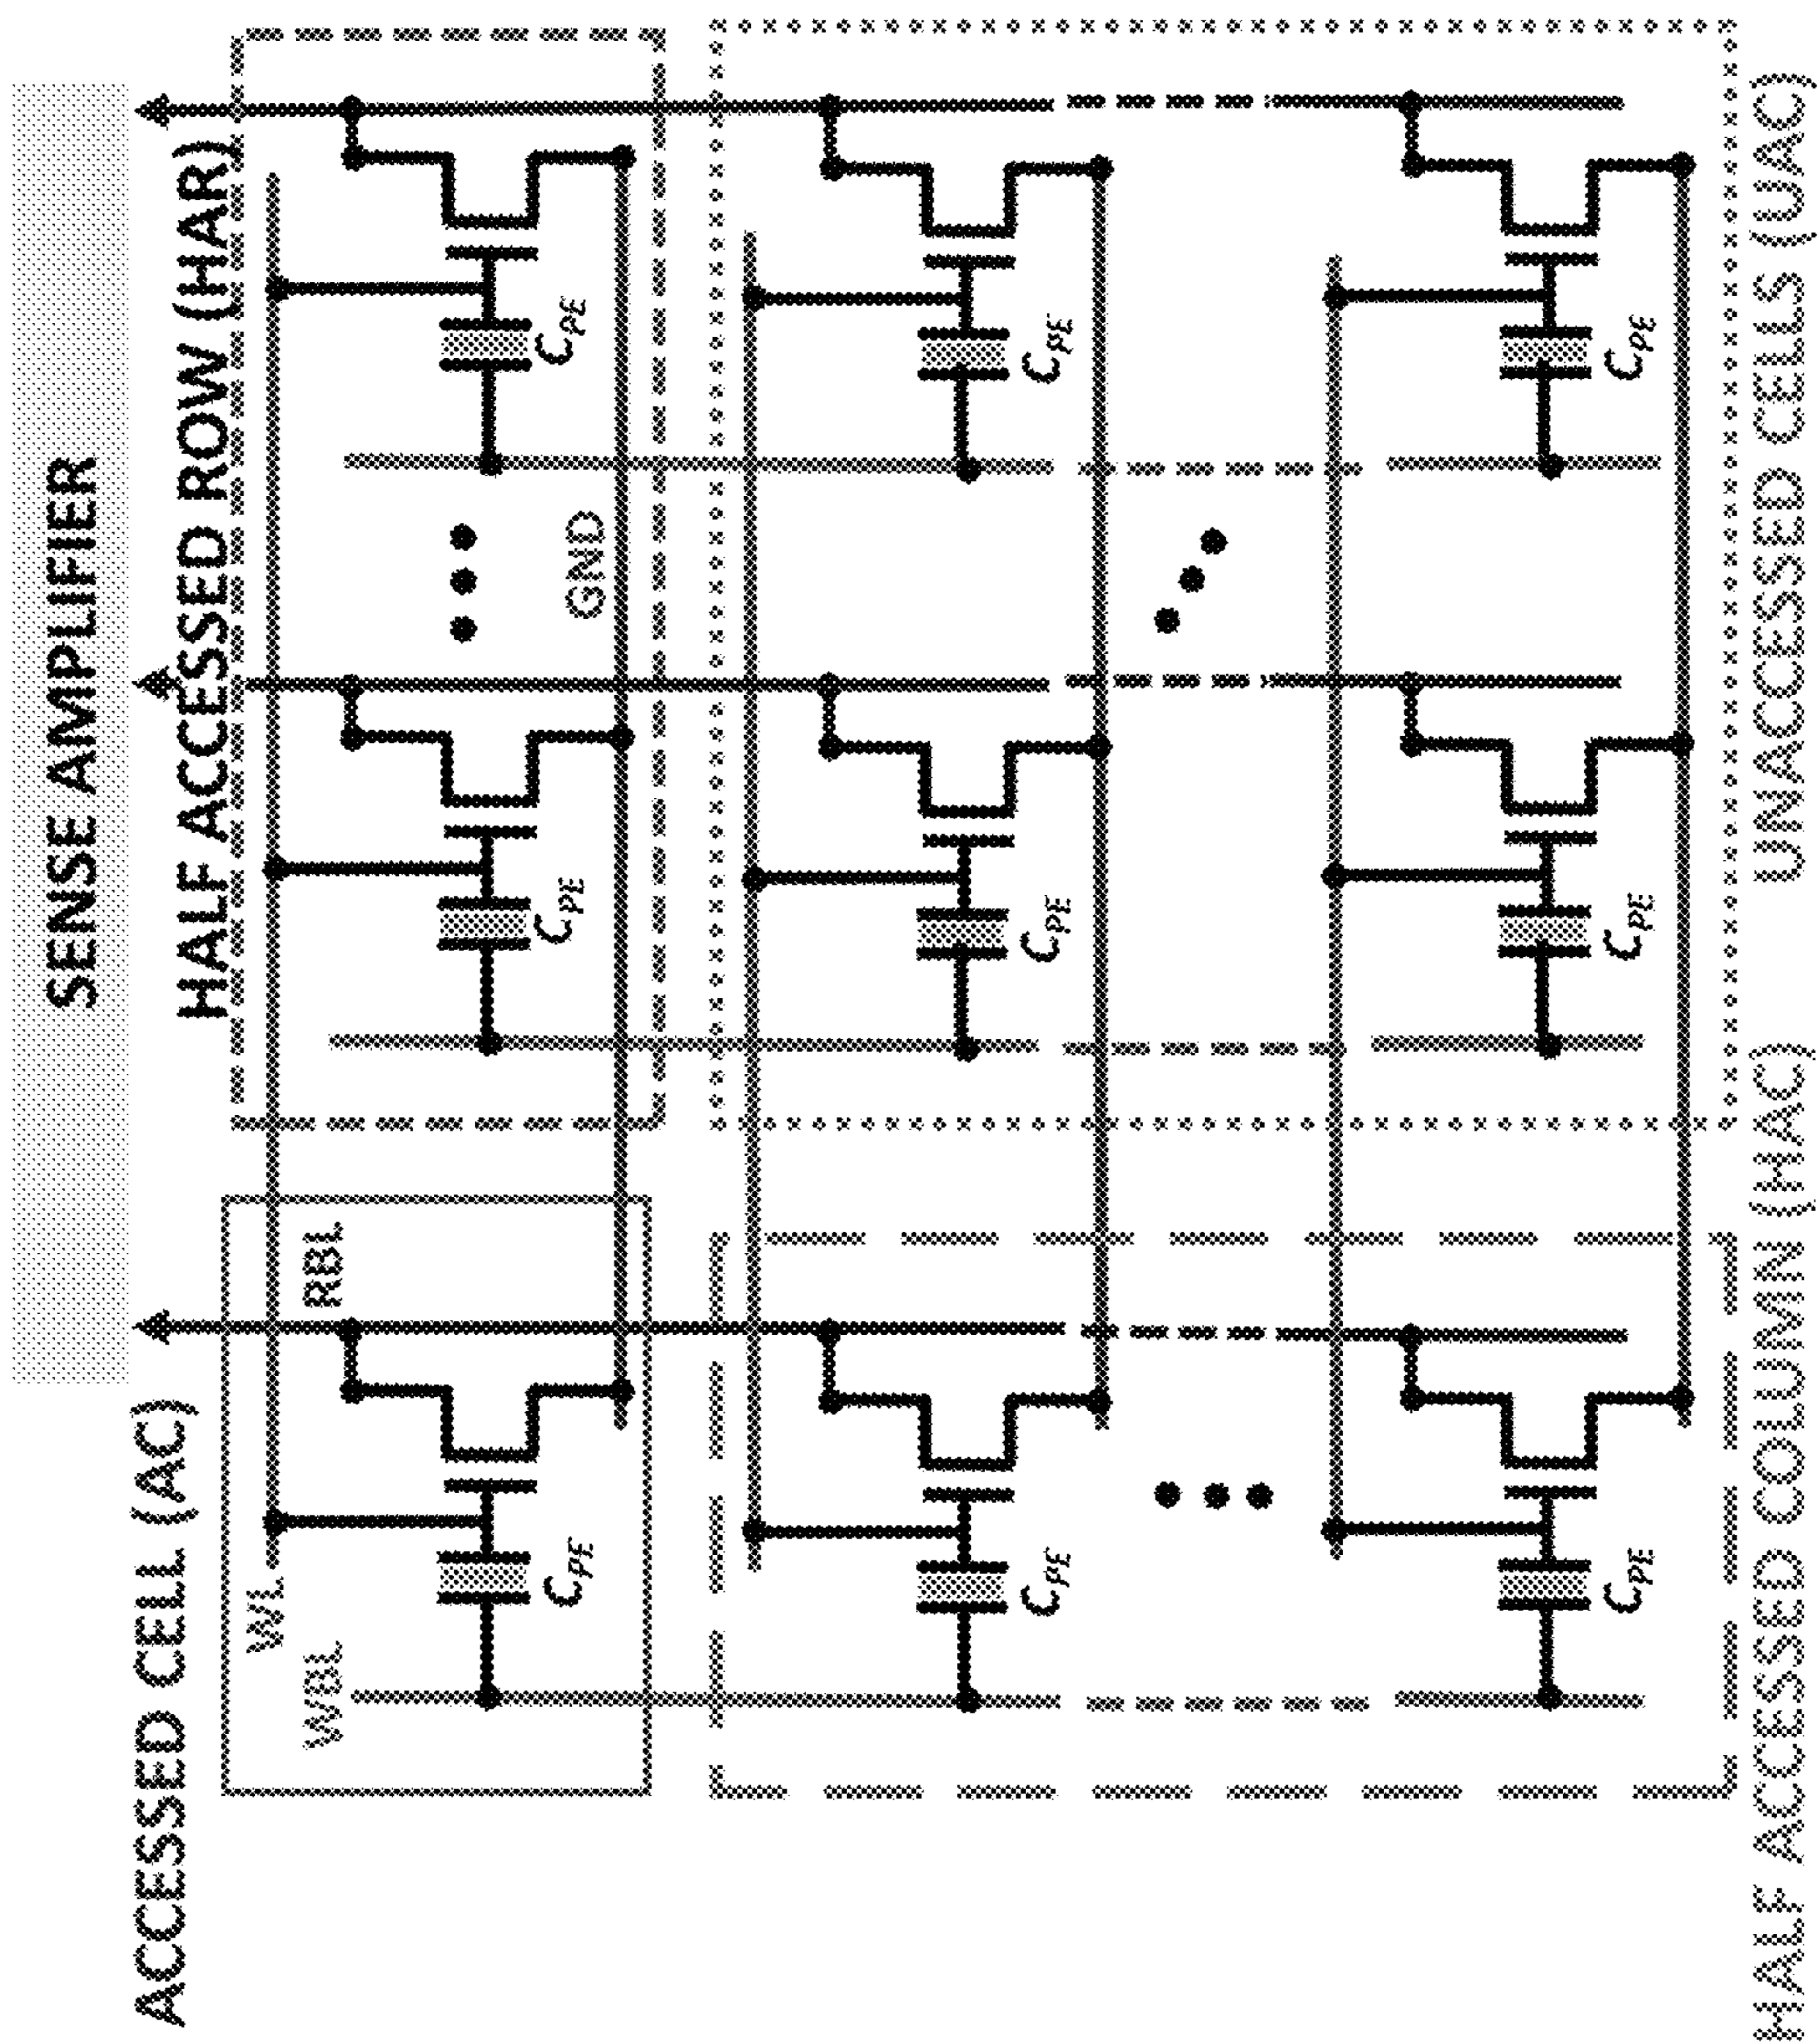 SENSE AMPLIFIER
ACCESSED CELL (AC)
HALF ACCESSED ROW (HAR)
WL
WBL
RBL
GND
C_PE
C_PE
C_PE
C_PE
C_PE
C_PE
C_PE
C_PE
C_PE
HALF ACCESSED COLUMN (HAC)
UNACCESSED CELLS (UAC)